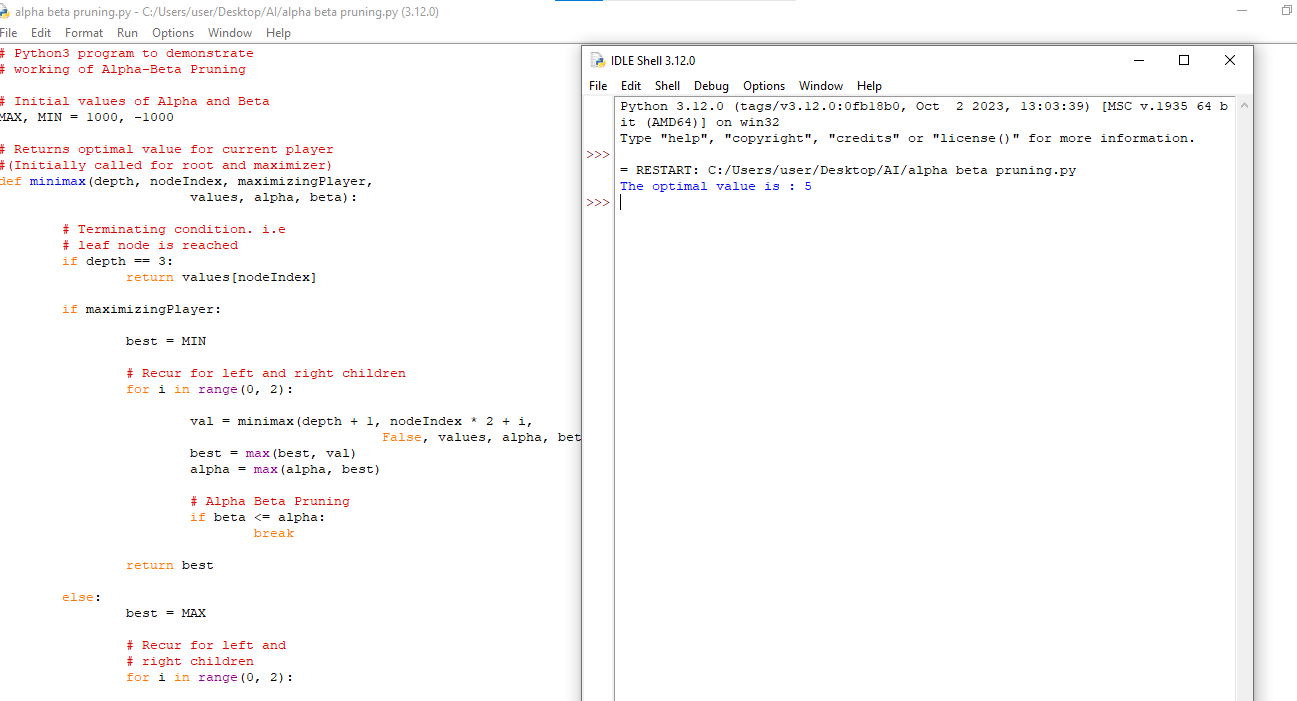 alpha beta pruning.py - C:/Users/user/Desktop/AI/alpha beta pruning.py (3.12.0)
File Edit Format Run Options Window Help
# Python3 program to demonstrate
# working of Alpha-Beta Pruning
# Initial values of Alpha and Beta
MAX, MIN = 1000, -1000
# Returns optimal value for current player
#(Initially called for root and maximizer)
def minimax(depth, nodeIndex, maximizingPlayer,
values, alpha, beta):
# Terminating condition. i.e
# leaf node is reached
if depth == 3:
return values[nodeIndex]
if maximizingPlayer:
best = MIN
# Recur for left and right children
for i in range(0, 2):
val = minimax(depth + 1, nodeIndex * 2 + i,
False, values, alpha, bet
best = max(best, val)
alpha = max(alpha, best)
# Alpha Beta Pruning
if beta <= alpha:
break
return best
else:
best = MAX
# Recur for left and
# right children
for i in range(0, 2):
IDLE Shell 3.12.0
File Edit Shell Debug Options Window Help
Python 3.12.0 (tags/v3.12.0:0fb18b0, Oct  2 2023, 13:03:39) [MSC v.1935 64 b
it (AMD64)] on win32
Type "help", "copyright", "credits" or "license()" for more information.
>>>
= RESTART: C:/Users/user/Desktop/AI/alpha beta pruning.py
The optimal value is : 5
>>>